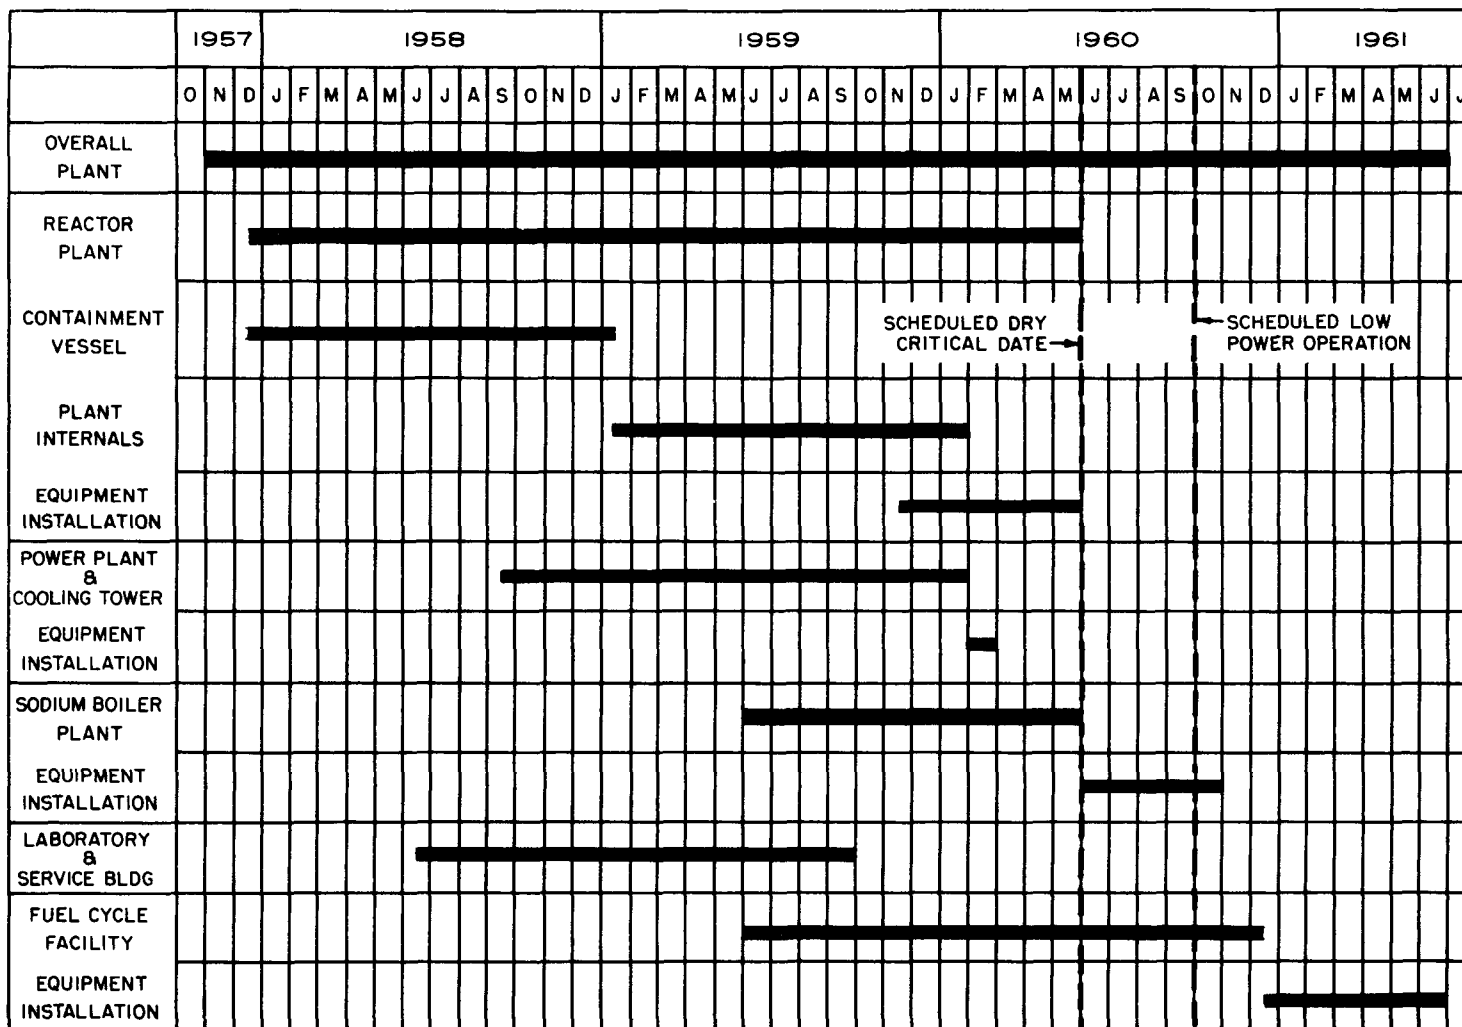 1957 1958 1959 1960 1961
O N D J F M A M J J A S O N D J F M A M J J A S O N D J F M A M J J A S O N D J F M A M J J
OVERALL
PLANT
REACTOR
PLANT
CONTAINMENT
VESSEL
SCHEDULED DRY
CRITICAL DATE
SCHEDULED LOW
POWER OPERATION
PLANT
INTERNALS
EQUIPMENT
INSTALLATION
POWER PLANT
&
COOLING TOWER
EQUIPMENT
INSTALLATION
SODIUM BOILER
PLANT
EQUIPMENT
INSTALLATION
LABORATORY
&
SERVICE BLDG
FUEL CYCLE
FACILITY
EQUIPMENT
INSTALLATION